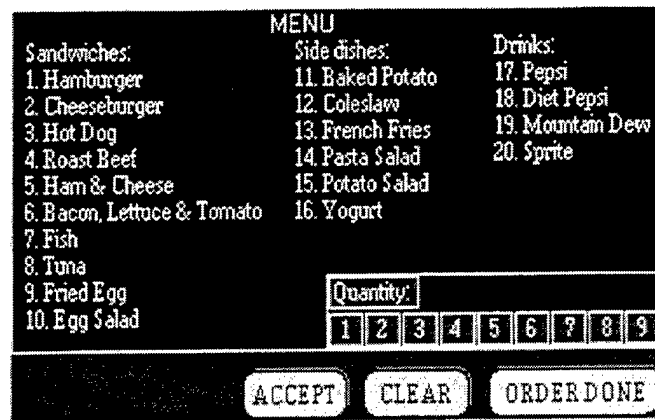 MENU
Sandwiches:
1. Hamburger
2. Cheeseburger
3. Hot Dog
4. Roast Beef
5. Ham & Cheese
6. Bacon, Lettuce & Tomato
7. Fish
8. Tuna
9. Fried Egg
10. Egg Salad
Side dishes:
11. Baked Potato
12. Coleslaw
13. French Fries
14. Pasta Salad
15. Potato Salad
16. Yogurt
Drinks:
17. Pepsi
18. Diet Pepsi
19. Mountain Dew
20. Sprite
Quantity:
1 2 3 4 5 6 7 8 9
ACCEPT CLEAR ORDER DONE